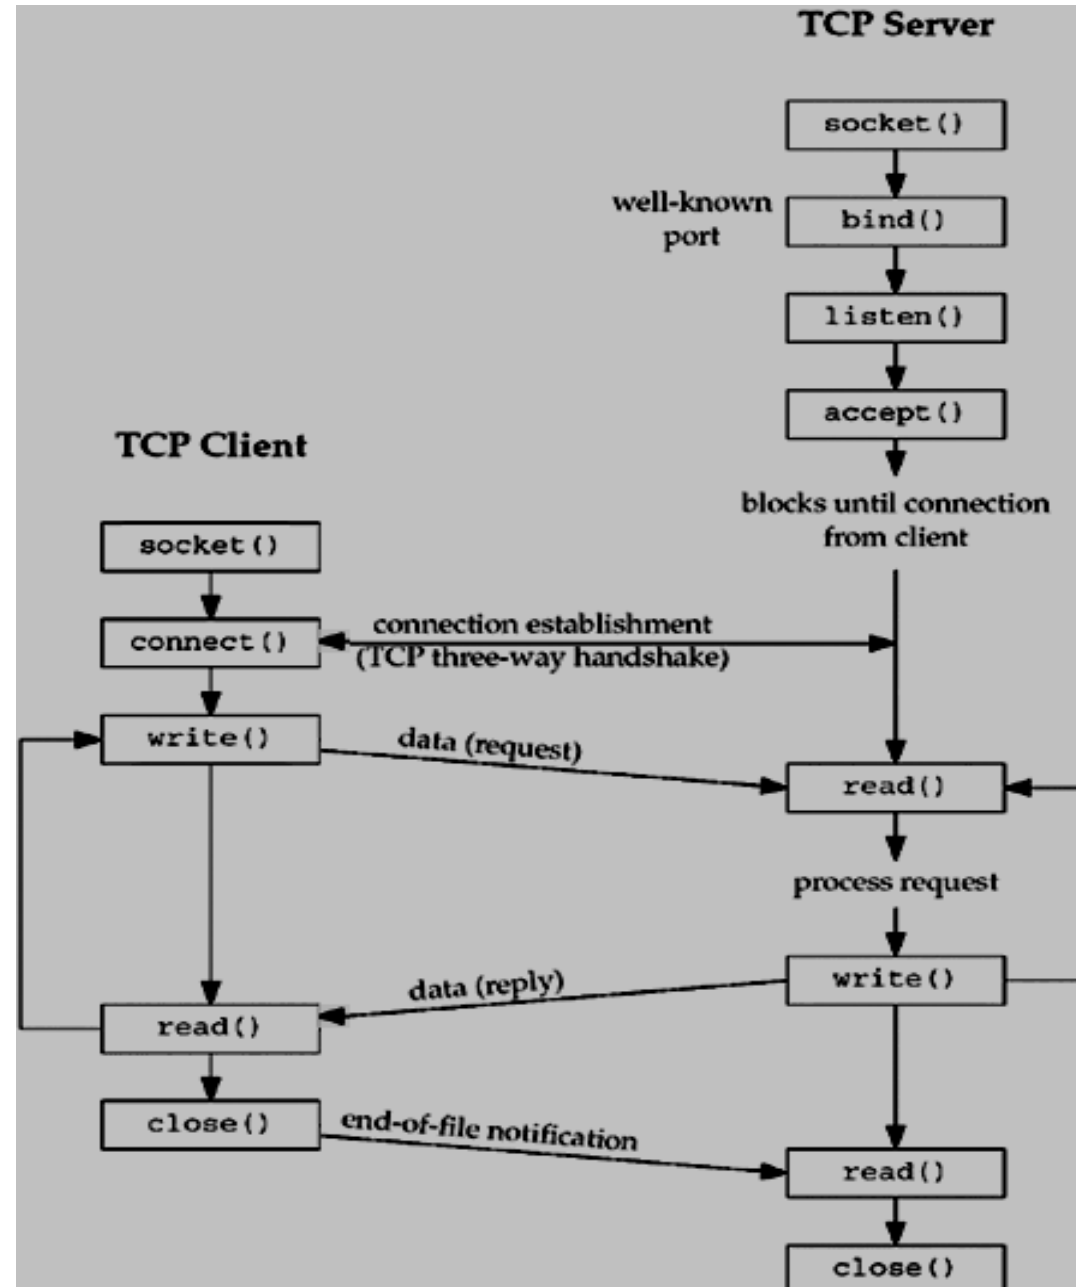 TCP Server
socket()
well-known
port
bind()
listen()
accept()
TCP Client
blocks until connection
from client
socket()
connect()
connection establishment
(TCP three-way handshake)
write()
data (request)
read()
process request
write()
data (reply)
read()
close()
end-of-file notification
read()
close()